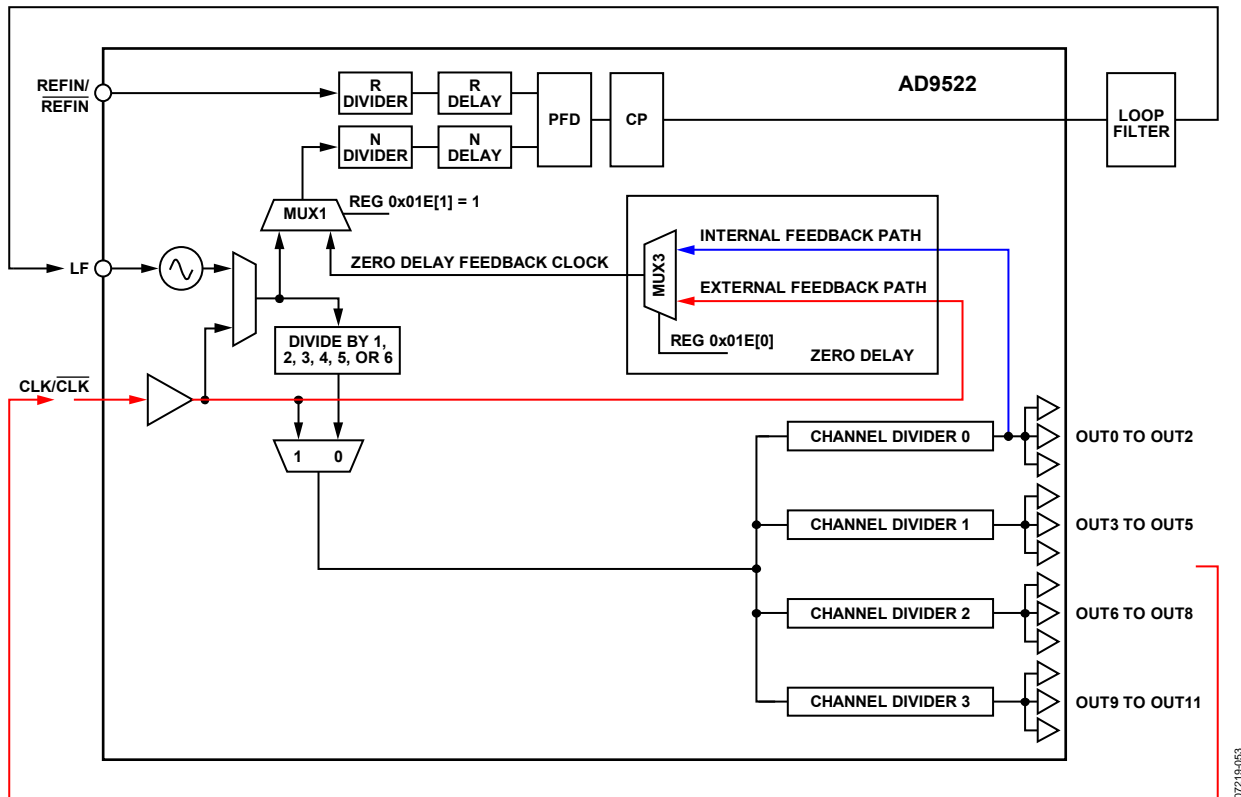 AD9522
REFIN/
REFIN
R
DIVIDER
R
DELAY
N
DIVIDER
N
DELAY
PFD
CP
LOOP
FILTER
MUX1
REG 0x01E[1] = 1
LF
ZERO DELAY FEEDBACK CLOCK
MUX3
INTERNAL FEEDBACK PATH
EXTERNAL FEEDBACK PATH
REG 0x01E[0]
ZERO DELAY
DIVIDE BY 1,
2, 3, 4, 5, OR 6
CLK/CLK
1 0
CHANNEL DIVIDER 0
OUT0 TO OUT2
CHANNEL DIVIDER 1
OUT3 TO OUT5
CHANNEL DIVIDER 2
OUT6 TO OUT8
CHANNEL DIVIDER 3
OUT9 TO OUT11
07219-053